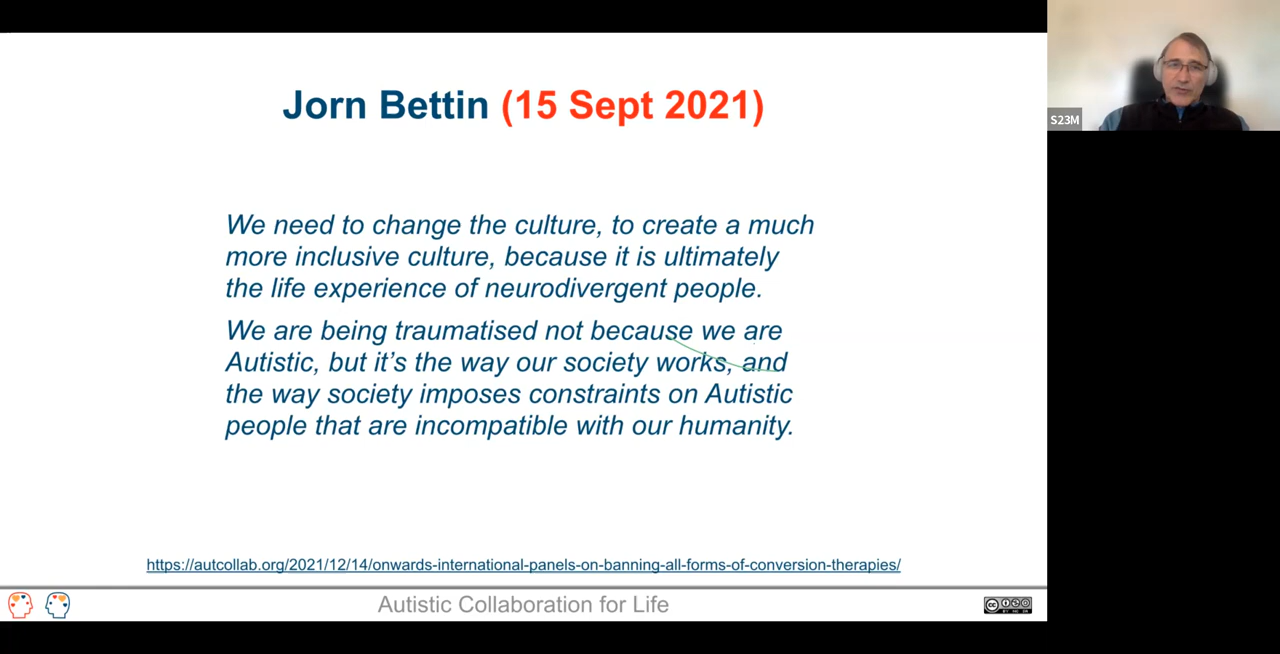 Jorn Bettin (15 Sept 2021)
We need to change the culture, to create a much
more inclusive culture, because it is ultimately
the life experience of neurodivergent people.
We are being traumatised not because we are
Autistic, but it’s the way our society works, and
the way society imposes constraints on Autistic
people that are incompatible with our humanity.
https://autcollab.org/2021/12/14/onwards-international-panels-on-banning-all-forms-of-conversion-therapies/
Autistic Collaboration for Life
S23M